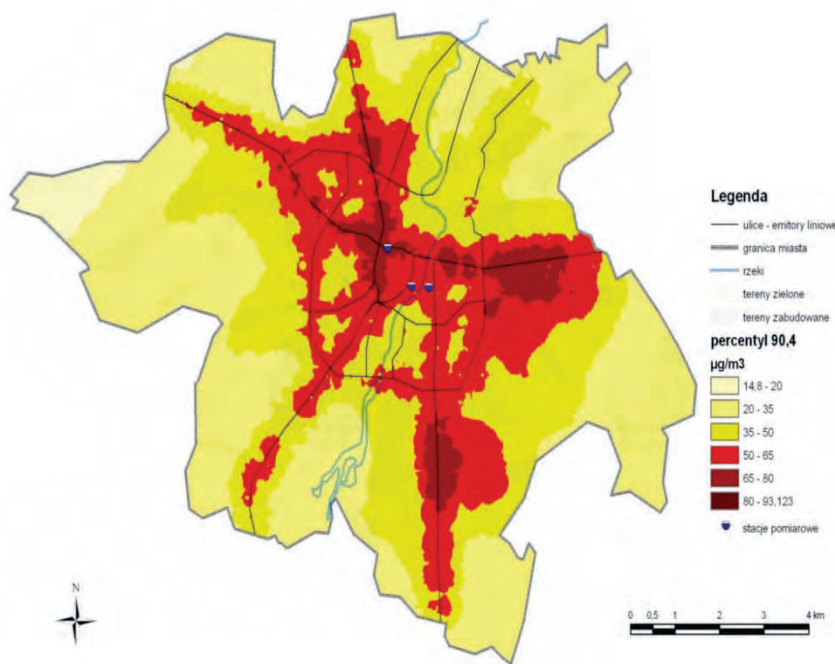 Legenda
ulice - emitory liniowe
granica miasta
rzeki
tereny zielone
tereny zabudowane
percentyl 90,4
µg/m3
14,8 - 20
20 - 35
35 - 50
50 - 65
65 - 80
80 - 93,123
stacje pomiarowe
N
0 0,5 1 2 3 4 km